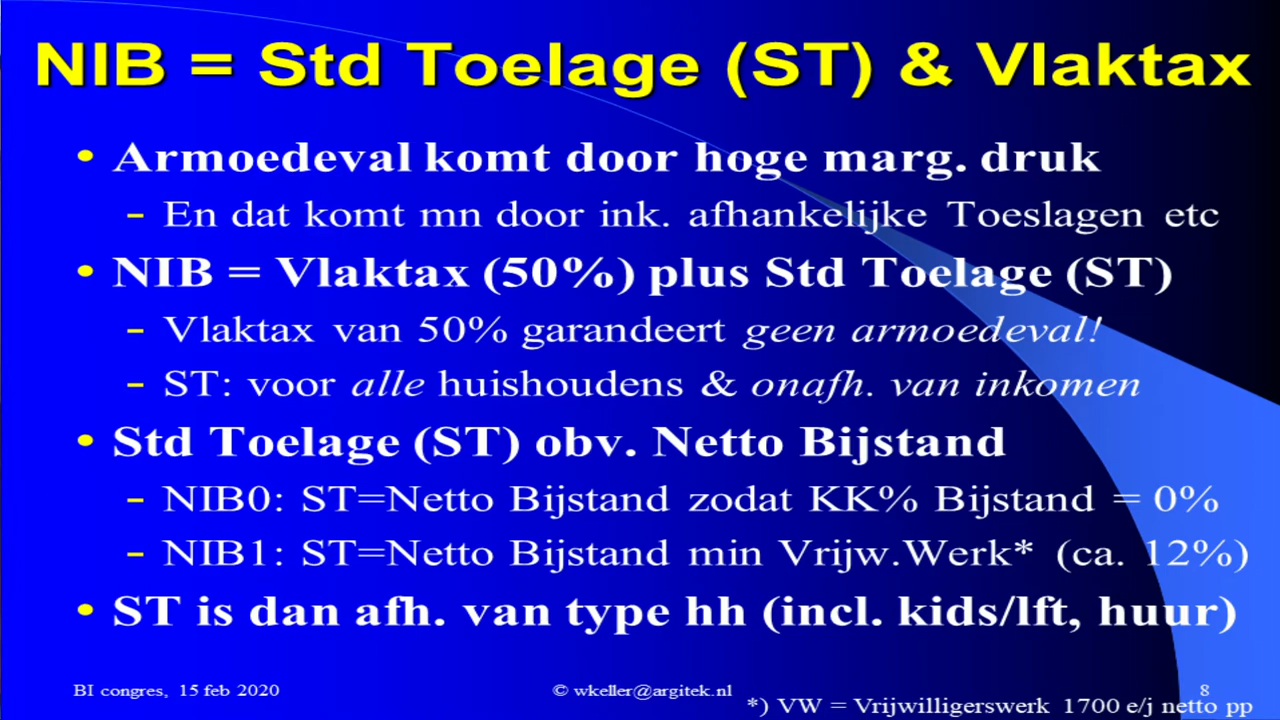 NIB = Std Toelage (ST) & Vlaktax
• Armoedeval komt door hoge marg. druk
– En dat komt mn door ink. afhankelijke Toeslagen etc
• NIB = Vlaktax (50%) plus Std Toelage (ST)
– Vlaktax van 50% garandeert geen armoedeval!
– ST: voor alle huishoudens & onafh. van inkomen
• Std Toelage (ST) obv. Netto Bijstand
– NIB0: ST=Netto Bijstand zodat KK% Bijstand = 0%
– NIB1: ST=Netto Bijstand min Vrijw.Werk* (ca. 12%)
• ST is dan afh. van type hh (incl. kids/lft, huur)
BI congres, 15 feb 2020
© wkeller@argitek.nl
8
*) VW = Vrijwilligerswerk 1700 e/j netto pp